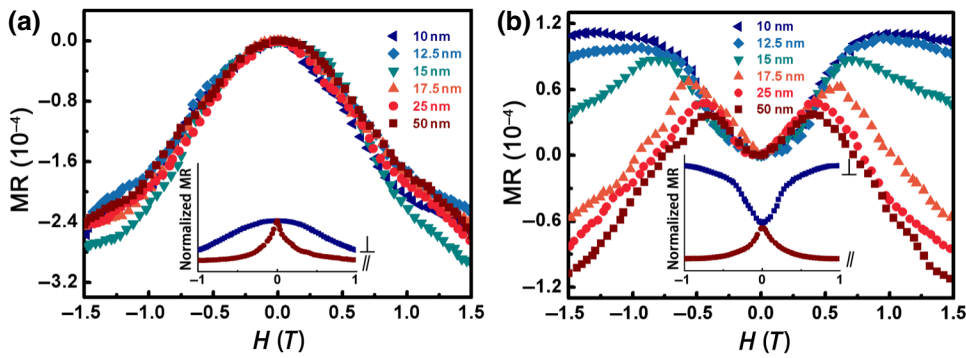 (a)
MR (10⁻⁴)
0.0
−0.8
−1.6
−2.4
−3.2
10 nm
12.5 nm
15 nm
17.5 nm
25 nm
50 nm
Normalized MR
⊥
//
−1 0 1
−1.5 −1.0 −0.5 0.0 0.5 1.0 1.5
H (T)
(b)
MR (10⁻⁴)
1.2
0.6
0.0
−0.6
−1.2
10 nm
12.5 nm
15 nm
17.5 nm
25 nm
50 nm
Normalized MR
⊥
//
−1 0 1
−1.5 −1.0 −0.5 0.0 0.5 1.0 1.5
H (T)